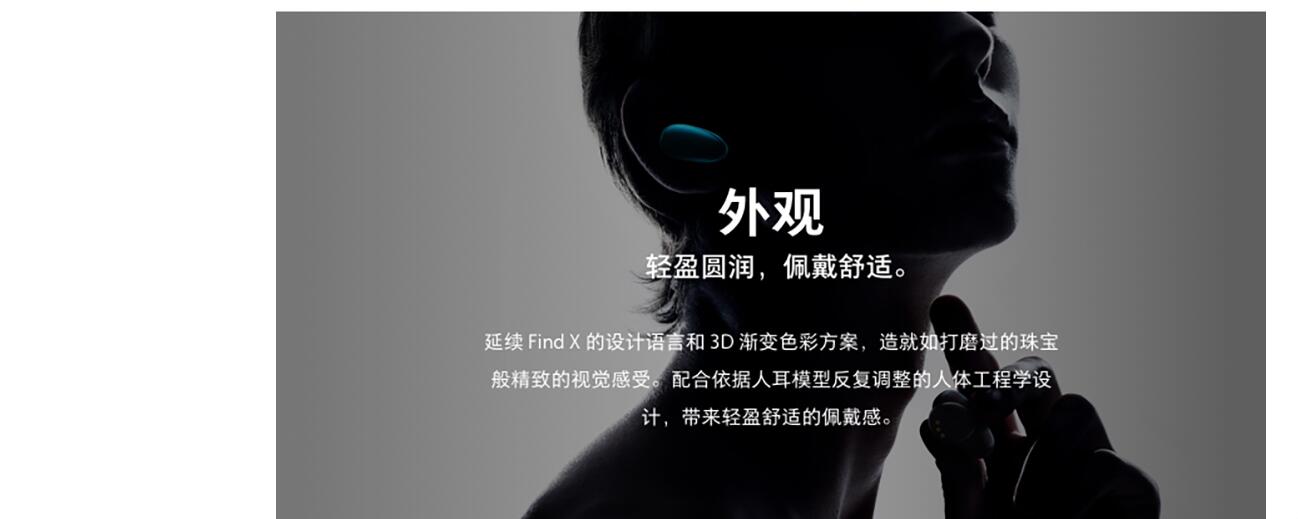 外观
轻盈圆润，佩戴舒适。
延续 Find X 的设计语言和 3D 渐变色彩方案，造就如打磨过的珠宝
般精致的视觉感受。配合依据人耳模型反复调整的人体工程学设
计，带来轻盈舒适的佩戴感。